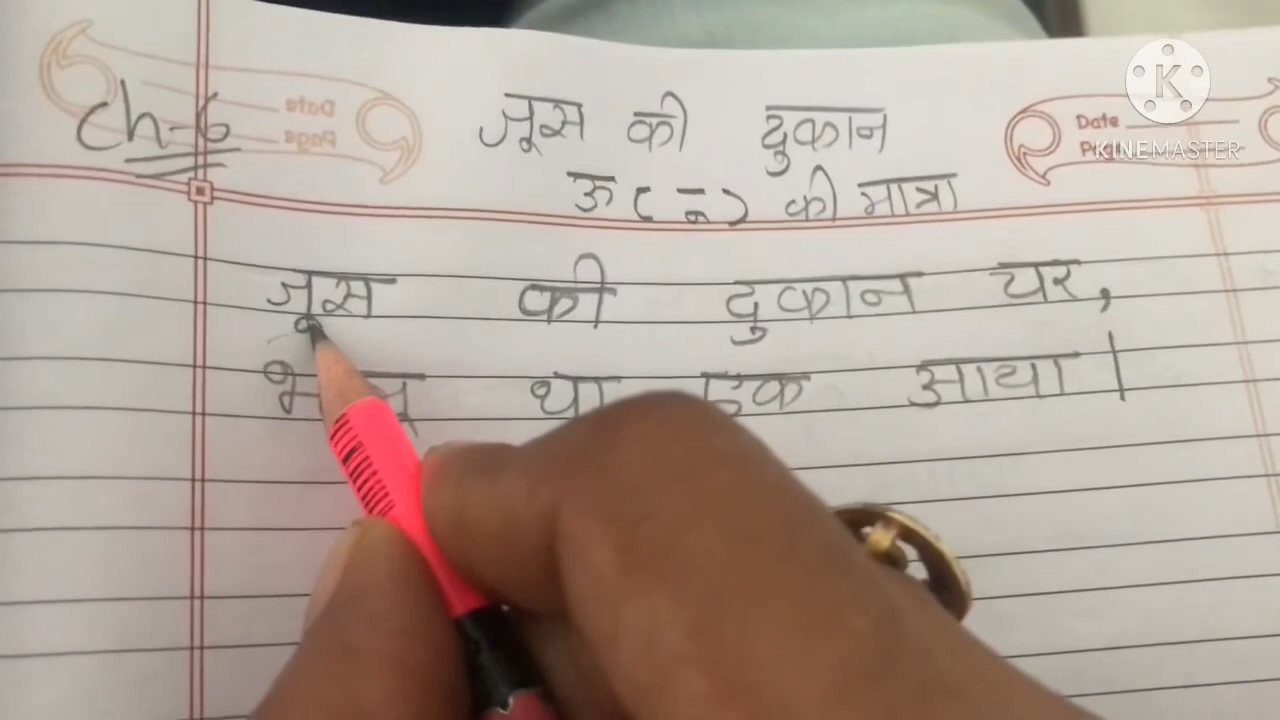 Ch-6
जूस की दुकान
ऊ ( ू ) की मात्रा
जूस की दुकान पर,
था एक आया।
Date
Page
Date
K
KINEMASTER